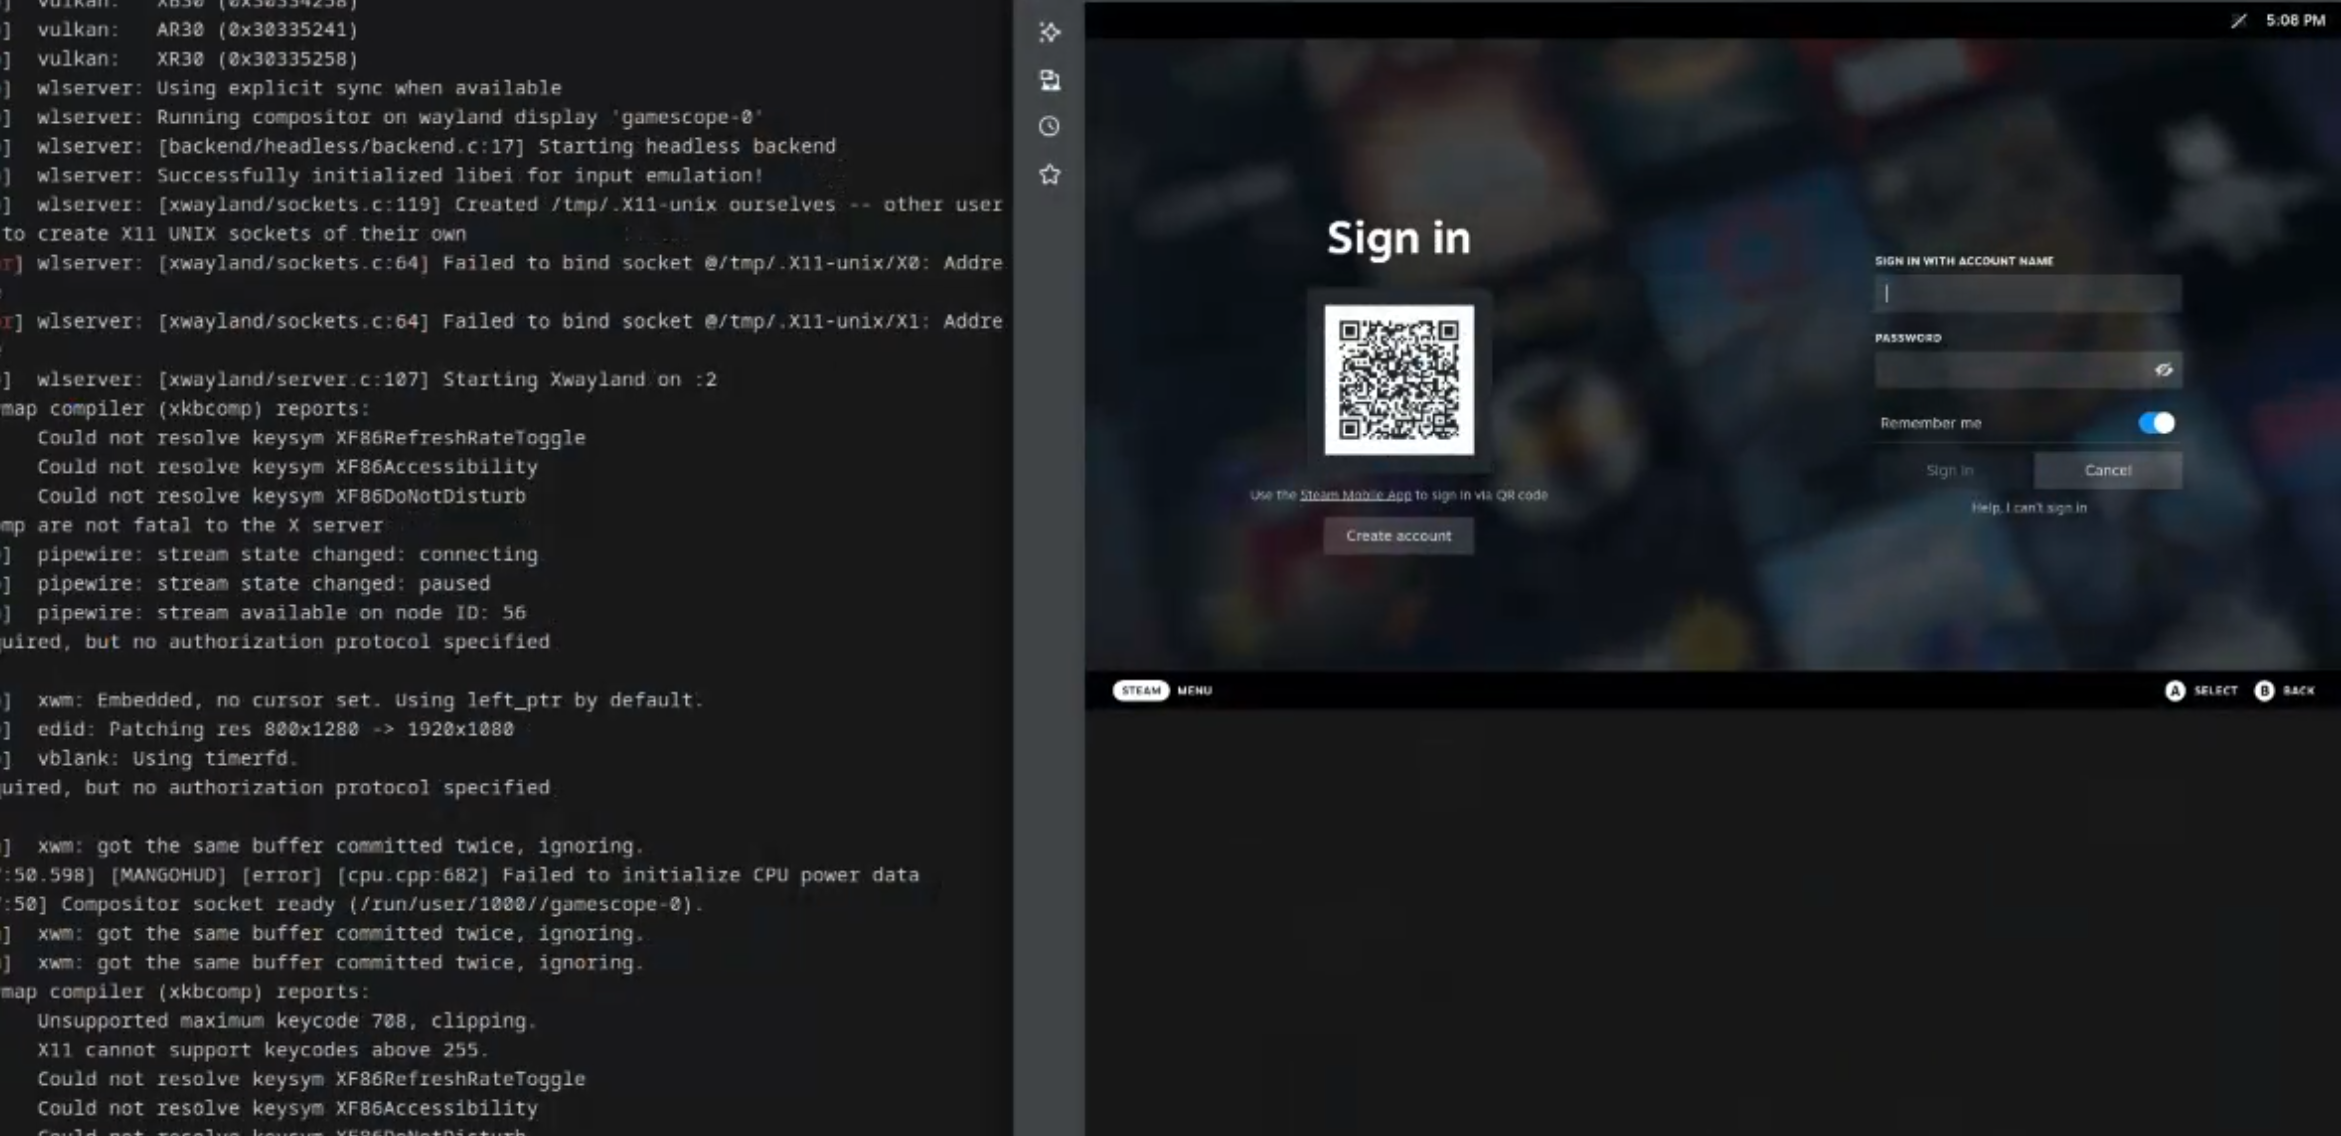 ] vulkan: XB30 (0x30334258)
] vulkan: AR30 (0x30335241)
] vulkan: XR30 (0x30335258)
] wlserver: Using explicit sync when available
] wlserver: Running compositor on wayland display 'gamescope-0'
] wlserver: [backend/headless/backend.c:17] Starting headless backend
] wlserver: Successfully initialized libei for input emulation!
] wlserver: [xwayland/sockets.c:119] Created /tmp/.X11-unix ourselves -- other user
to create X11 UNIX sockets of their own
r] wlserver: [xwayland/sockets.c:64] Failed to bind socket @/tmp/.X11-unix/X0: Addre
r] wlserver: [xwayland/sockets.c:64] Failed to bind socket @/tmp/.X11-unix/X1: Addre
] wlserver: [xwayland/server.c:107] Starting Xwayland on :2
map compiler (xkbcomp) reports:
Could not resolve keysym XF86RefreshRateToggle
Could not resolve keysym XF86Accessibility
Could not resolve keysym XF86DoNotDisturb
mp are not fatal to the X server
] pipewire: stream state changed: connecting
] pipewire: stream state changed: paused
] pipewire: stream available on node ID: 56
uired, but no authorization protocol specified
] xwm: Embedded, no cursor set. Using left_ptr by default.
] edid: Patching res 800x1280 -> 1920x1080
] vblank: Using timerfd.
uired, but no authorization protocol specified
] xwm: got the same buffer committed twice, ignoring.
:50.598] [MANGOHUD] [error] [cpu.cpp:682] Failed to initialize CPU power data
:50] Compositor socket ready (/run/user/1000//gamescope-0).
] xwm: got the same buffer committed twice, ignoring.
] xwm: got the same buffer committed twice, ignoring.
map compiler (xkbcomp) reports:
Unsupported maximum keycode 708, clipping.
X11 cannot support keycodes above 255.
Could not resolve keysym XF86RefreshRateToggle
Could not resolve keysym XF86Accessibility
Could not resolve keysym XF86DoNotDisturb
5:08 PM
Sign in
Use the Steam Mobile App to sign in via QR code
Create account
SIGN IN WITH ACCOUNT NAME
PASSWORD
Remember me
Sign in Cancel
Help, I can't sign in
STEAM MENU
A SELECT B BACK